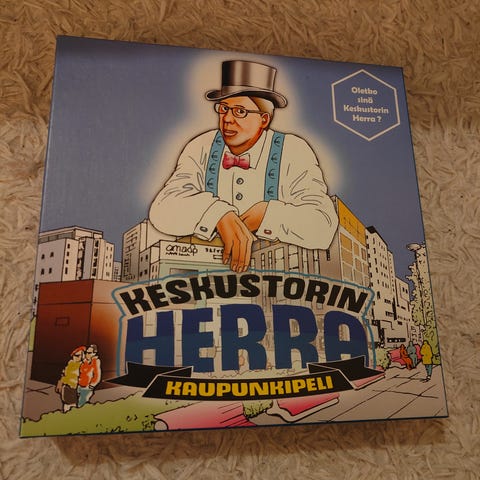 Oletko
sinä
Keskustorin
Herra ?
KESKUSTORIN
HERRA
KAUPUNKIPELI